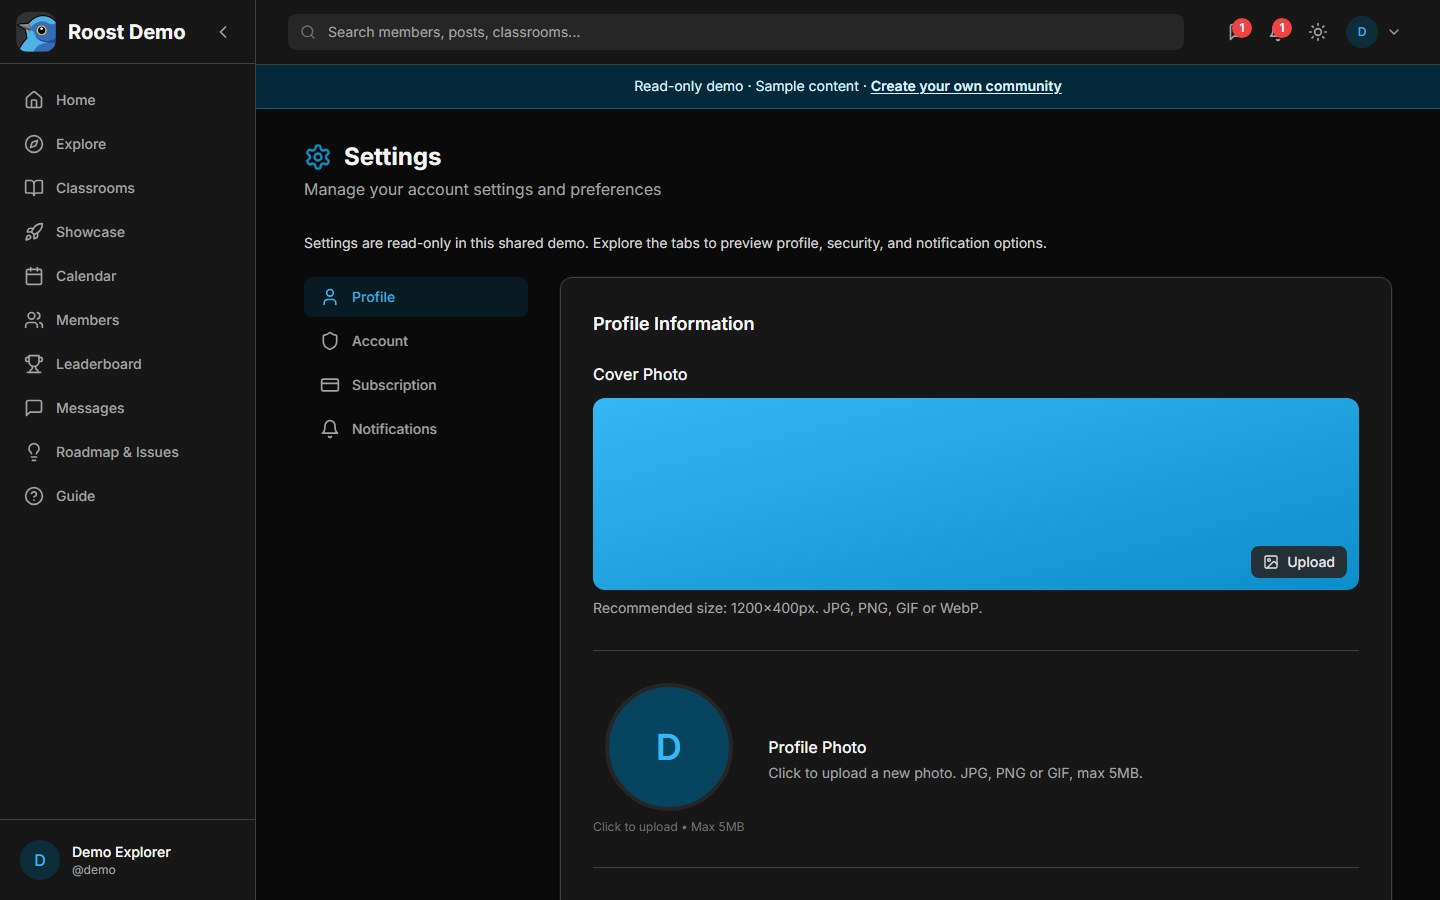 Roost Demo
Search members, posts, classrooms...
1
1
D
Read-only demo · Sample content · Create your own community
Home
Explore
Classrooms
Showcase
Calendar
Members
Leaderboard
Messages
Roadmap & Issues
Guide
Demo Explorer
@demo
D
Settings
Manage your account settings and preferences
Settings are read-only in this shared demo. Explore the tabs to preview profile, security, and notification options.
Profile
Account
Subscription
Notifications
Profile Information
Cover Photo
Upload
Recommended size: 1200×400px. JPG, PNG, GIF or WebP.
D
Profile Photo
Click to upload a new photo. JPG, PNG or GIF, max 5MB.
Click to upload • Max 5MB